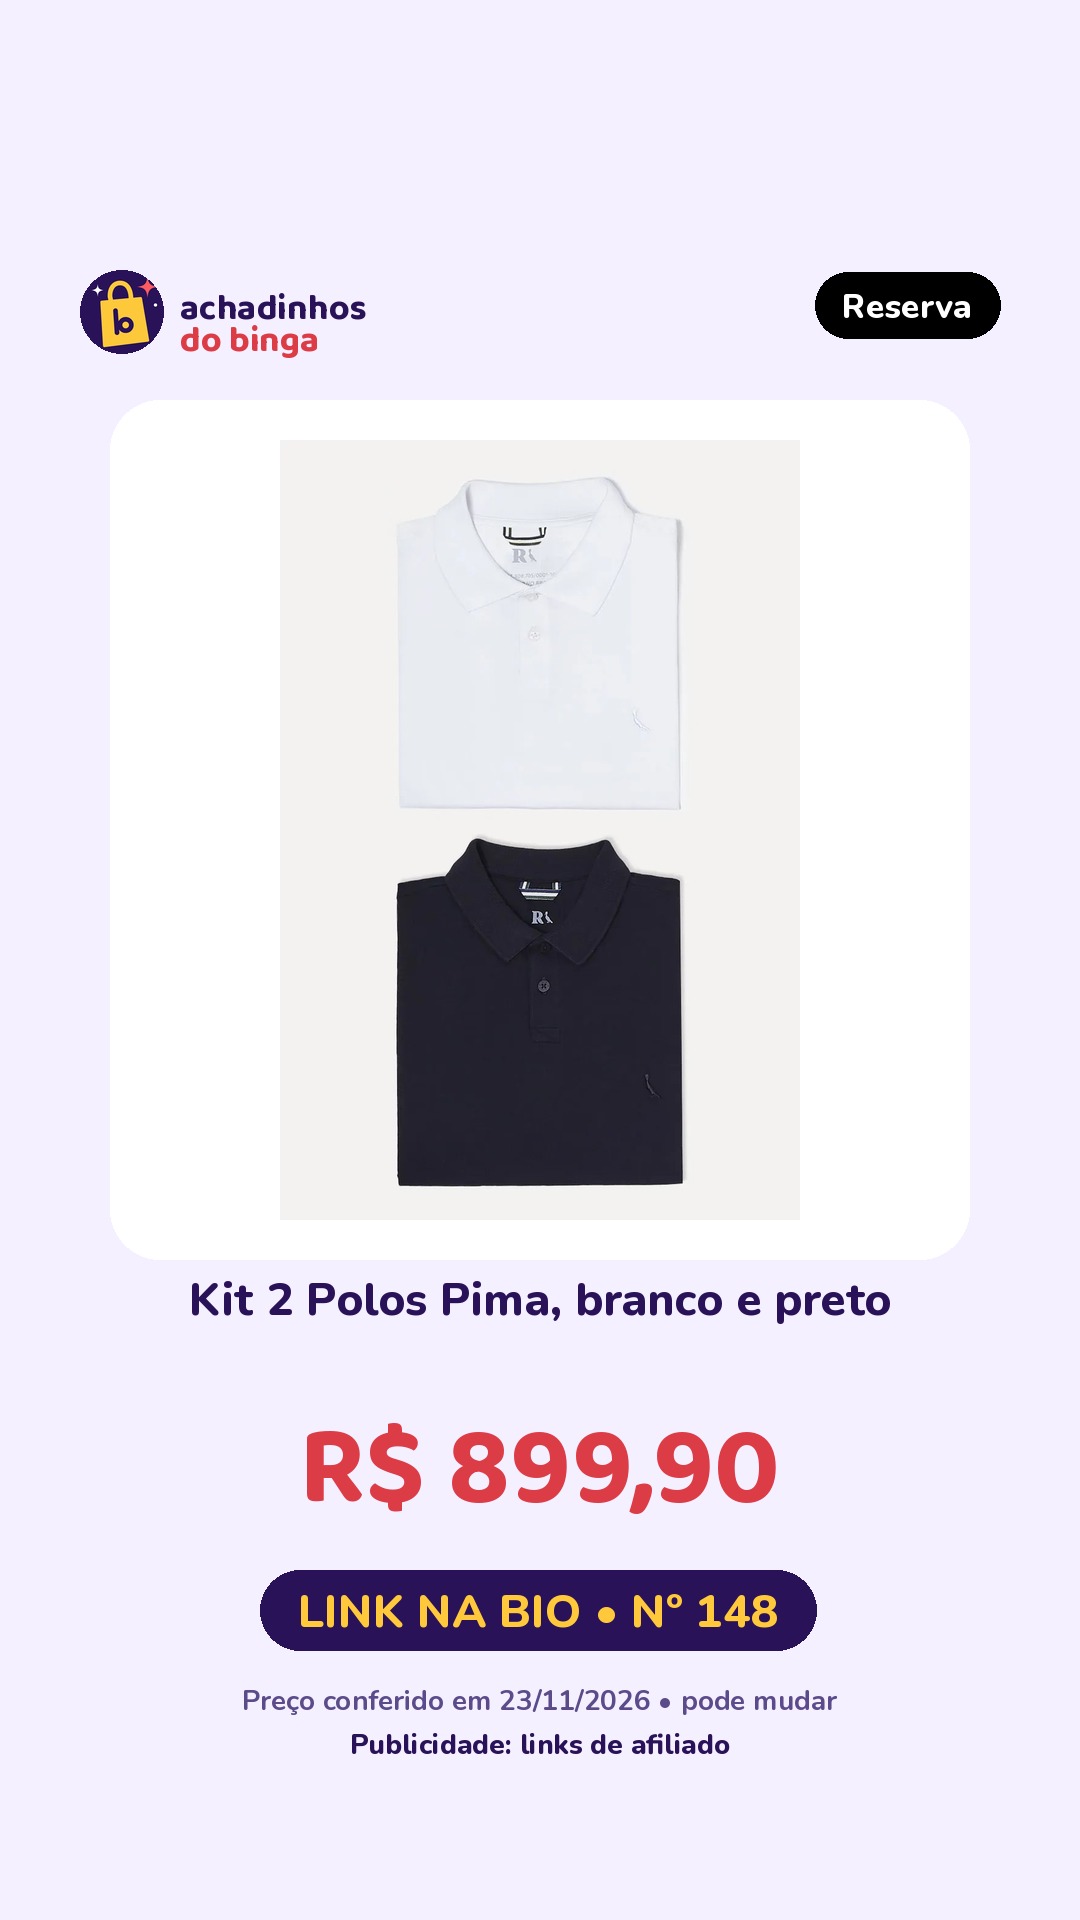 achadinhos
do binga
Reserva
R
R
Kit 2 Polos Pima, branco e preto
R$ 899,90
LINK NA BIO • Nº 148
Preço conferido em 23/11/2026 • pode mudar
Publicidade: links de afiliado